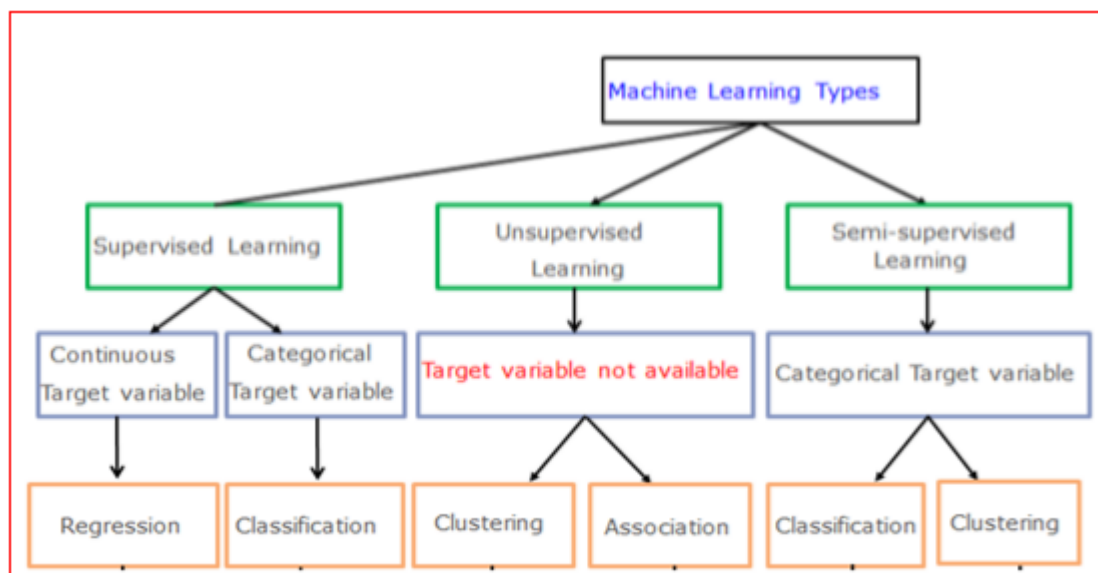 Machine Learning Types
Supervised Learning
Unsupervised
Learning
Semi-supervised
Learning
Continuous
Target variable
Categorical
Target variable
Target variable not available
Categorical Target variable
Regression
Classification
Clustering
Association
Classification
Clustering